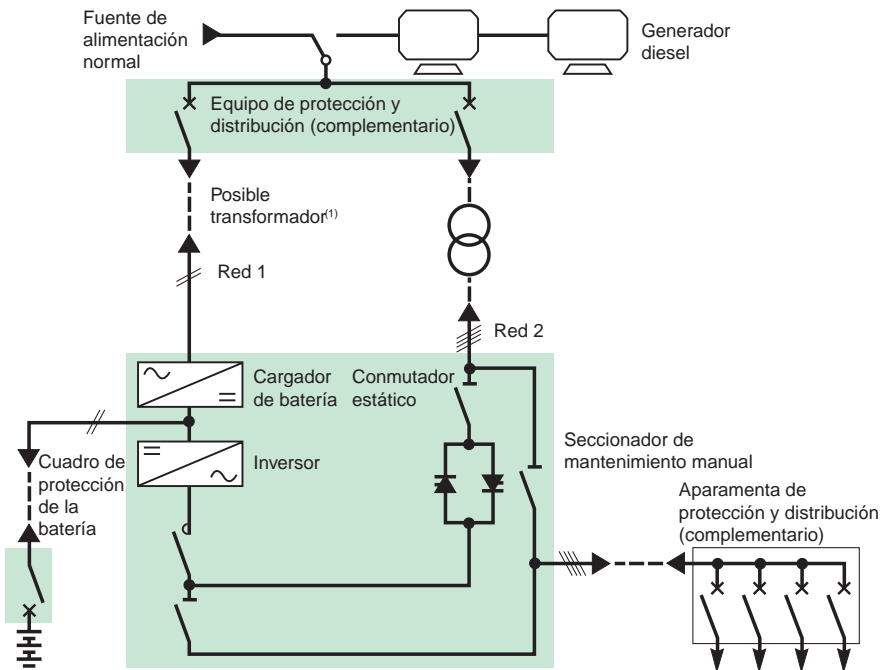 Fuente de
alimentación
normal
Generador
diesel
Equipo de protección y
distribución (complementario)
Posible
transformador(1)
Red 1
Red 2
Cargador
de batería
Conmutador
estático
Inversor
Cuadro de
protección
de la
batería
Seccionador de
mantenimiento manual
Aparamenta de
protección y distribución
(complementario)